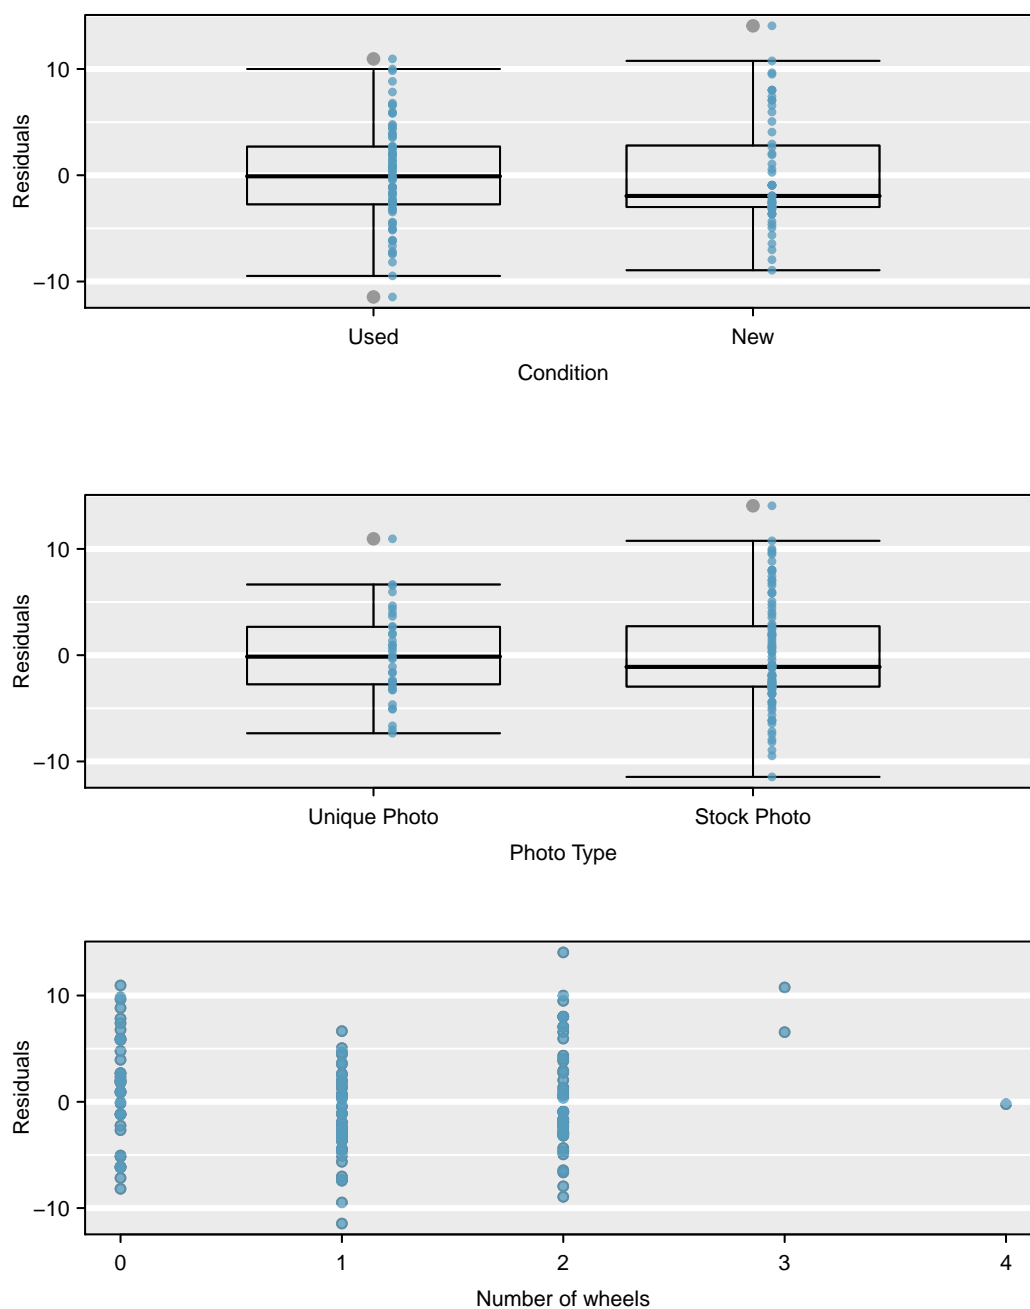 Residuals
10
0
−10
Used
New
Condition
Residuals
10
0
−10
Unique Photo
Stock Photo
Photo Type
Residuals
10
0
−10
0
1
2
3
4
Number of wheels